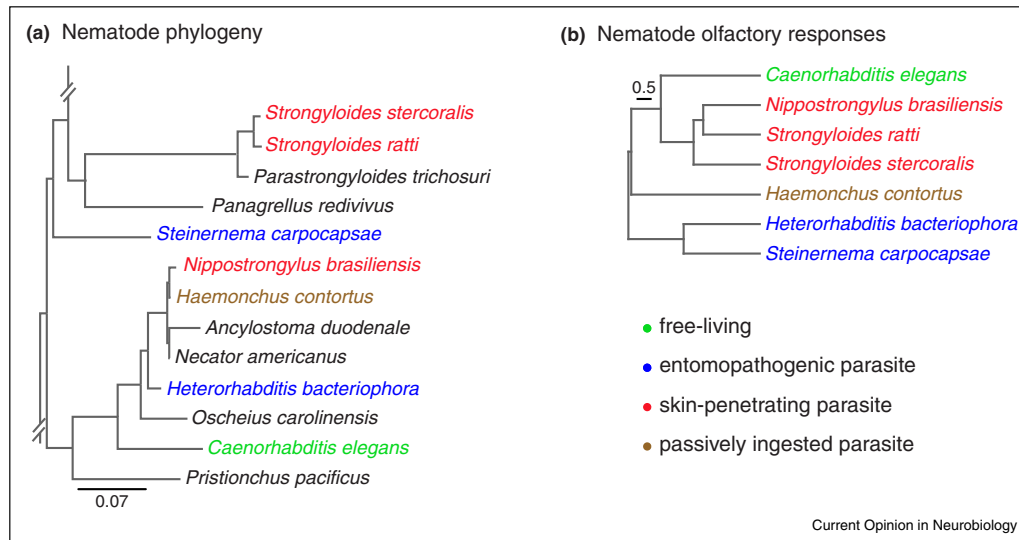 (a) Nematode phylogeny
Strongyloides stercoralis
Strongyloides ratti
Parastrongyloides trichosuri
Panagrellus redivivus
Steinernema carpocapsae
Nippostrongylus brasiliensis
Haemonchus contortus
Ancylostoma duodenale
Necator americanus
Heterorhabditis bacteriophora
Oscheius carolinensis
Caenorhabditis elegans
Pristionchus pacificus
0.07
(b) Nematode olfactory responses
0.5
Caenorhabditis elegans
Nippostrongylus brasiliensis
Strongyloides ratti
Strongyloides stercoralis
Haemonchus contortus
Heterorhabditis bacteriophora
Steinernema carpocapsae
free-living
entomopathogenic parasite
skin-penetrating parasite
passively ingested parasite
Current Opinion in Neurobiology